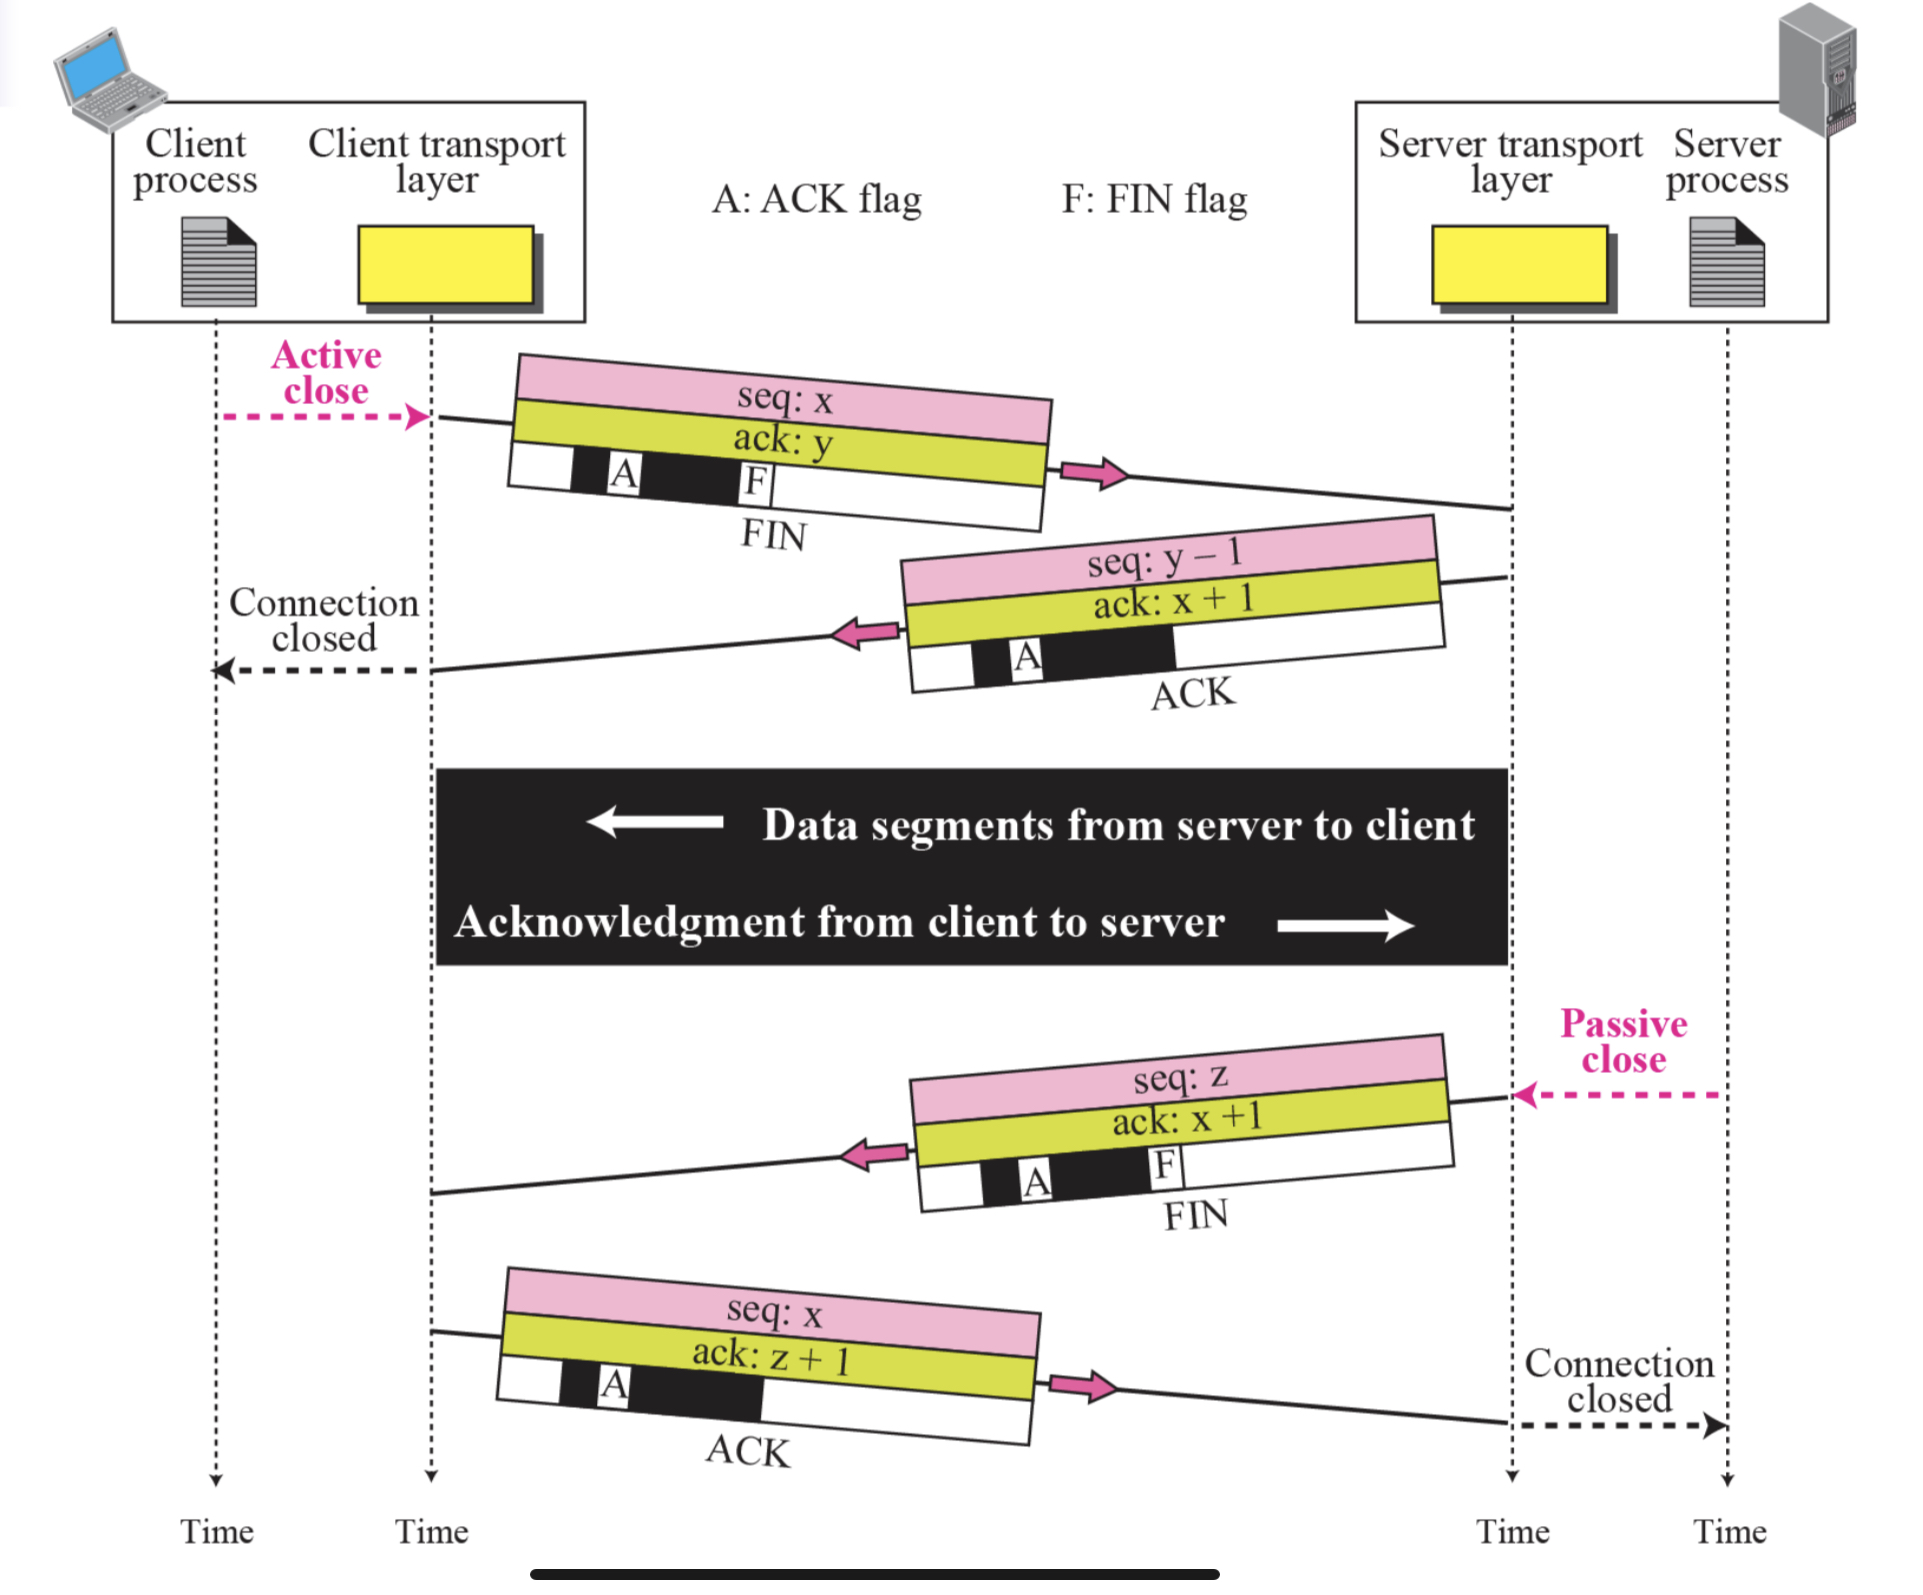 Client process
Client transport layer
A: ACK flag
F: FIN flag
Server transport layer
Server process
Active close
seq: x
ack: y
A
F
FIN
seq: y – 1
ack: x + 1
A
ACK
Connection closed
Data segments from server to client
Acknowledgment from client to server
Passive close
seq: z
ack: x +1
A
F
FIN
seq: x
ack: z + 1
A
ACK
Connection closed
Time
Time
Time
Time